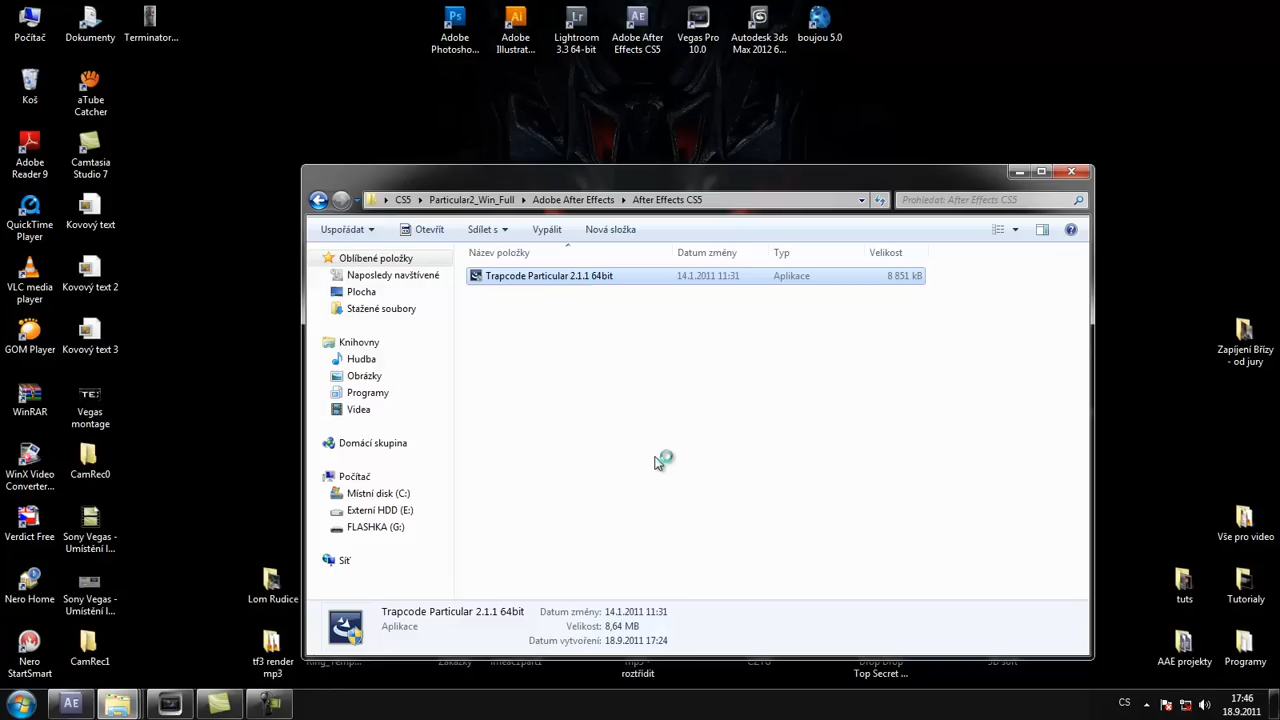 Počítač
Dokumenty
Terminator...
Adobe Photosho...
Adobe Illustrat...
Lightroom 3.3 64-bit
Adobe After Effects CS5
Vegas Pro 10.0
Autodesk 3ds Max 2012 6...
boujou 5.0
Koš
aTube Catcher
Adobe Reader 9
Camtasia Studio 7
QuickTime Player
Kovový text
VLC media player
Kovový text 2
GOM Player
Kovový text 3
WinRAR
Vegas montage
WinX Video Converter...
CamRec0
Verdict Free
Sony Vegas - Umístění l...
Nero Home
Sony Vegas - Umístění l...
Lom Rudice
Nero StartSmart
CamRec1
tf3 render mp3
CS5
Particular2_Win_Full
Adobe After Effects
After Effects CS5
Prohledat: After Effects CS5
Uspořádat
Otevřít
Sdílet s
Vypálit
Nová složka
Oblíbené položky
Naposledy navštívené
Plocha
Stažené soubory
Knihovny
Hudba
Obrázky
Programy
Videa
Domácí skupina
Počítač
Místní disk (C:)
Externí HDD (E:)
FLASHKA (G:)
Síť
Název položky
Datum změny
Typ
Velikost
Trapcode Particular 2.1.1 64bit
14.1.2011 11:31
Aplikace
8 851 kB
Trapcode Particular 2.1.1 64bit
Aplikace
Datum změny: 14.1.2011 11:31
Velikost: 8,64 MB
Datum vytvoření: 18.9.2011 17:24
roztřídit
Top Secret ...
Zapíjení Břízy - od jury
Vše pro video
tuts
Tutorialy
AAE projekty
Programy
Ps
Ai
Lr
AE
TE:
AE
CS
17:46
18.9.2011